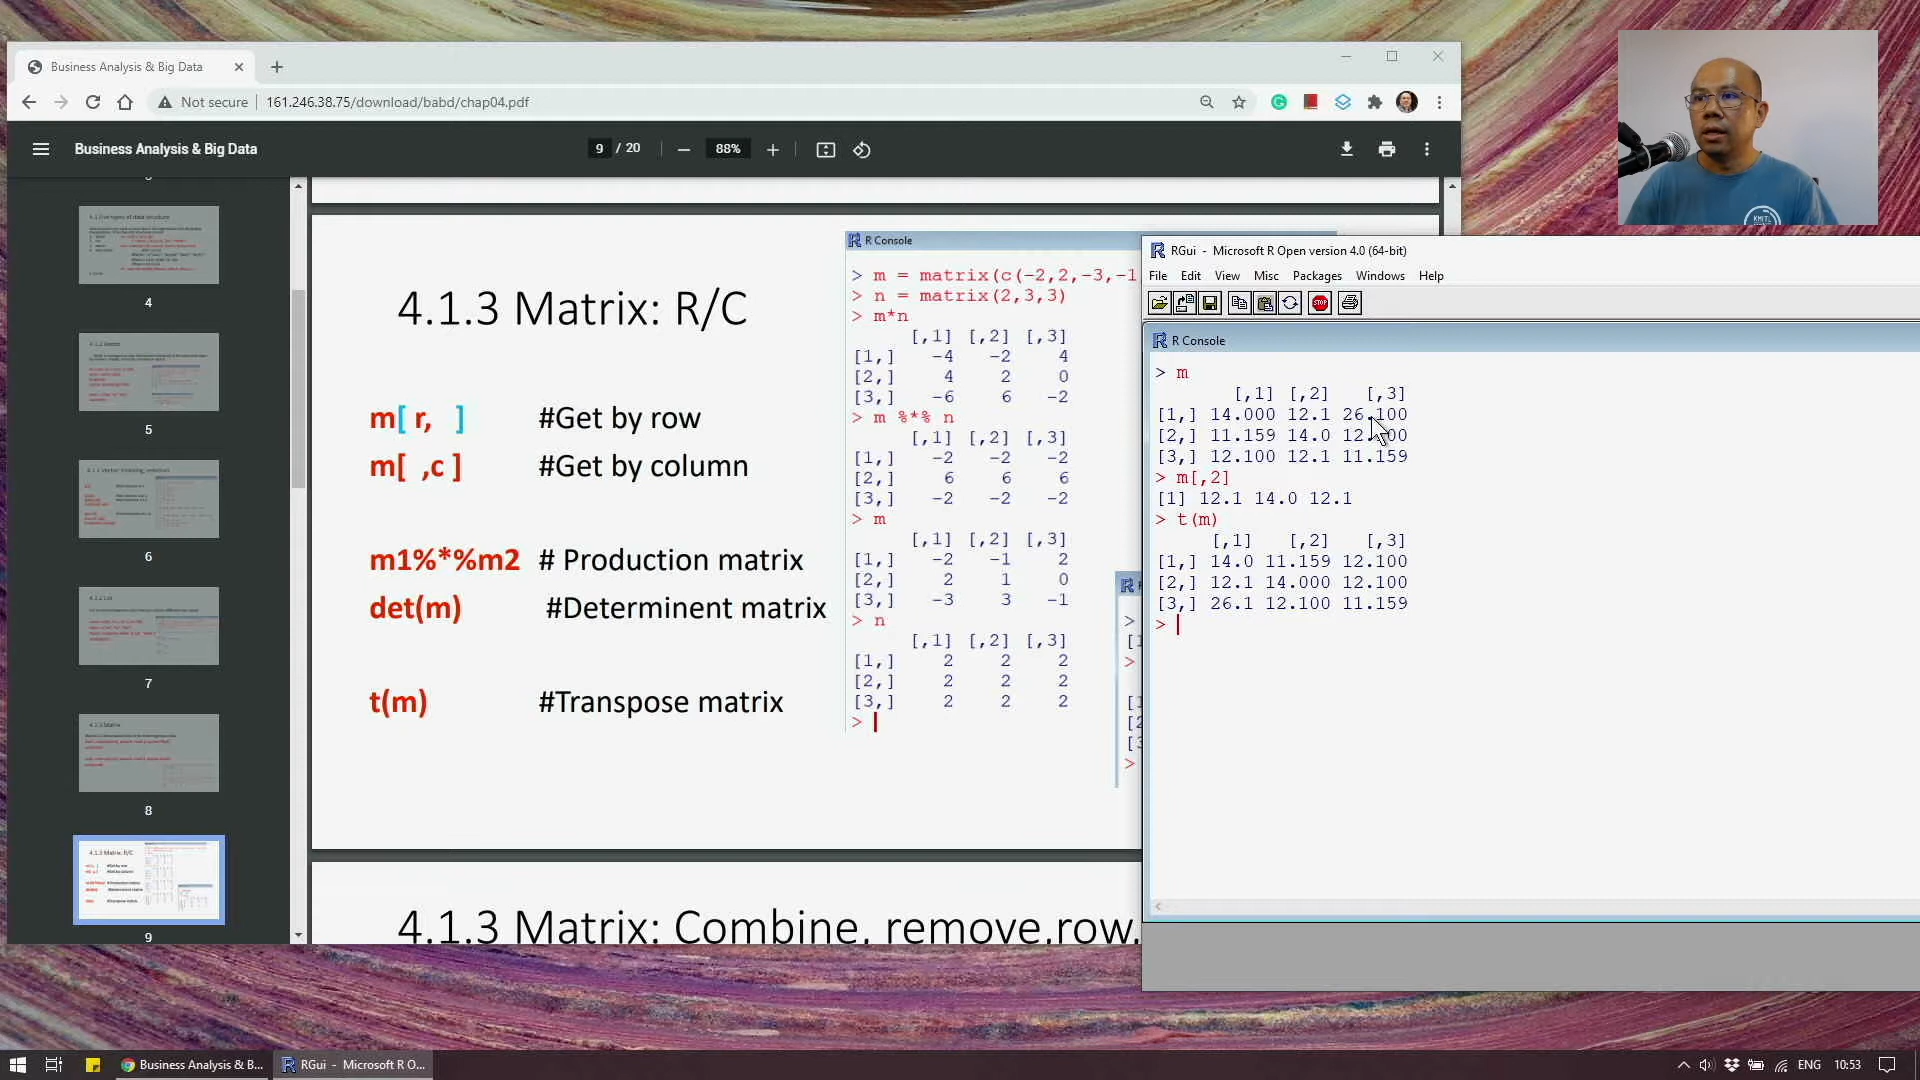 Business Analysis & Big Data
Not secure
161.246.38.75/download/babd/chap04.pdf
Business Analysis & Big Data
9 / 20
88%
4
5
6
7
8
9
4.1.3 Matrix: R/C
m[ r, ] #Get by row
m[ ,c ] #Get by column
m1%*%m2 # Production matrix
det(m) #Determinent matrix
t(m) #Transpose matrix
4.1.3 Matrix: Combine, remove,row,
R Console
> m = matrix(c(-2,2,-3,-1
> n = matrix(2,3,3)
> m*n
[,1] [,2] [,3]
[1,] -4 -2 4
[2,] 4 2 0
[3,] -6 6 -2
> m %*% n
[,1] [,2] [,3]
[1,] -2 -2 -2
[2,] 6 6 6
[3,] -2 -2 -2
> m
[,1] [,2] [,3]
[1,] -2 -1 2
[2,] 2 1 0
[3,] -3 3 -1
> n
[,1] [,2] [,3]
[1,] 2 2 2
[2,] 2 2 2
[3,] 2 2 2
>
RGui - Microsoft R Open version 4.0 (64-bit)
File Edit View Misc Packages Windows Help
STOP
R Console
> m
[,1] [,2] [,3]
[1,] 14.000 12.1 26.100
[2,] 11.159 14.0 12.100
[3,] 12.100 12.1 11.159
> m[,2]
[1] 12.1 14.0 12.1
> t(m)
[,1] [,2] [,3]
[1,] 14.0 11.159 12.100
[2,] 12.1 14.000 12.100
[3,] 26.1 12.100 11.159
>
KMITL
Business Analysis & B...
RGui - Microsoft R O...
ENG
10:53